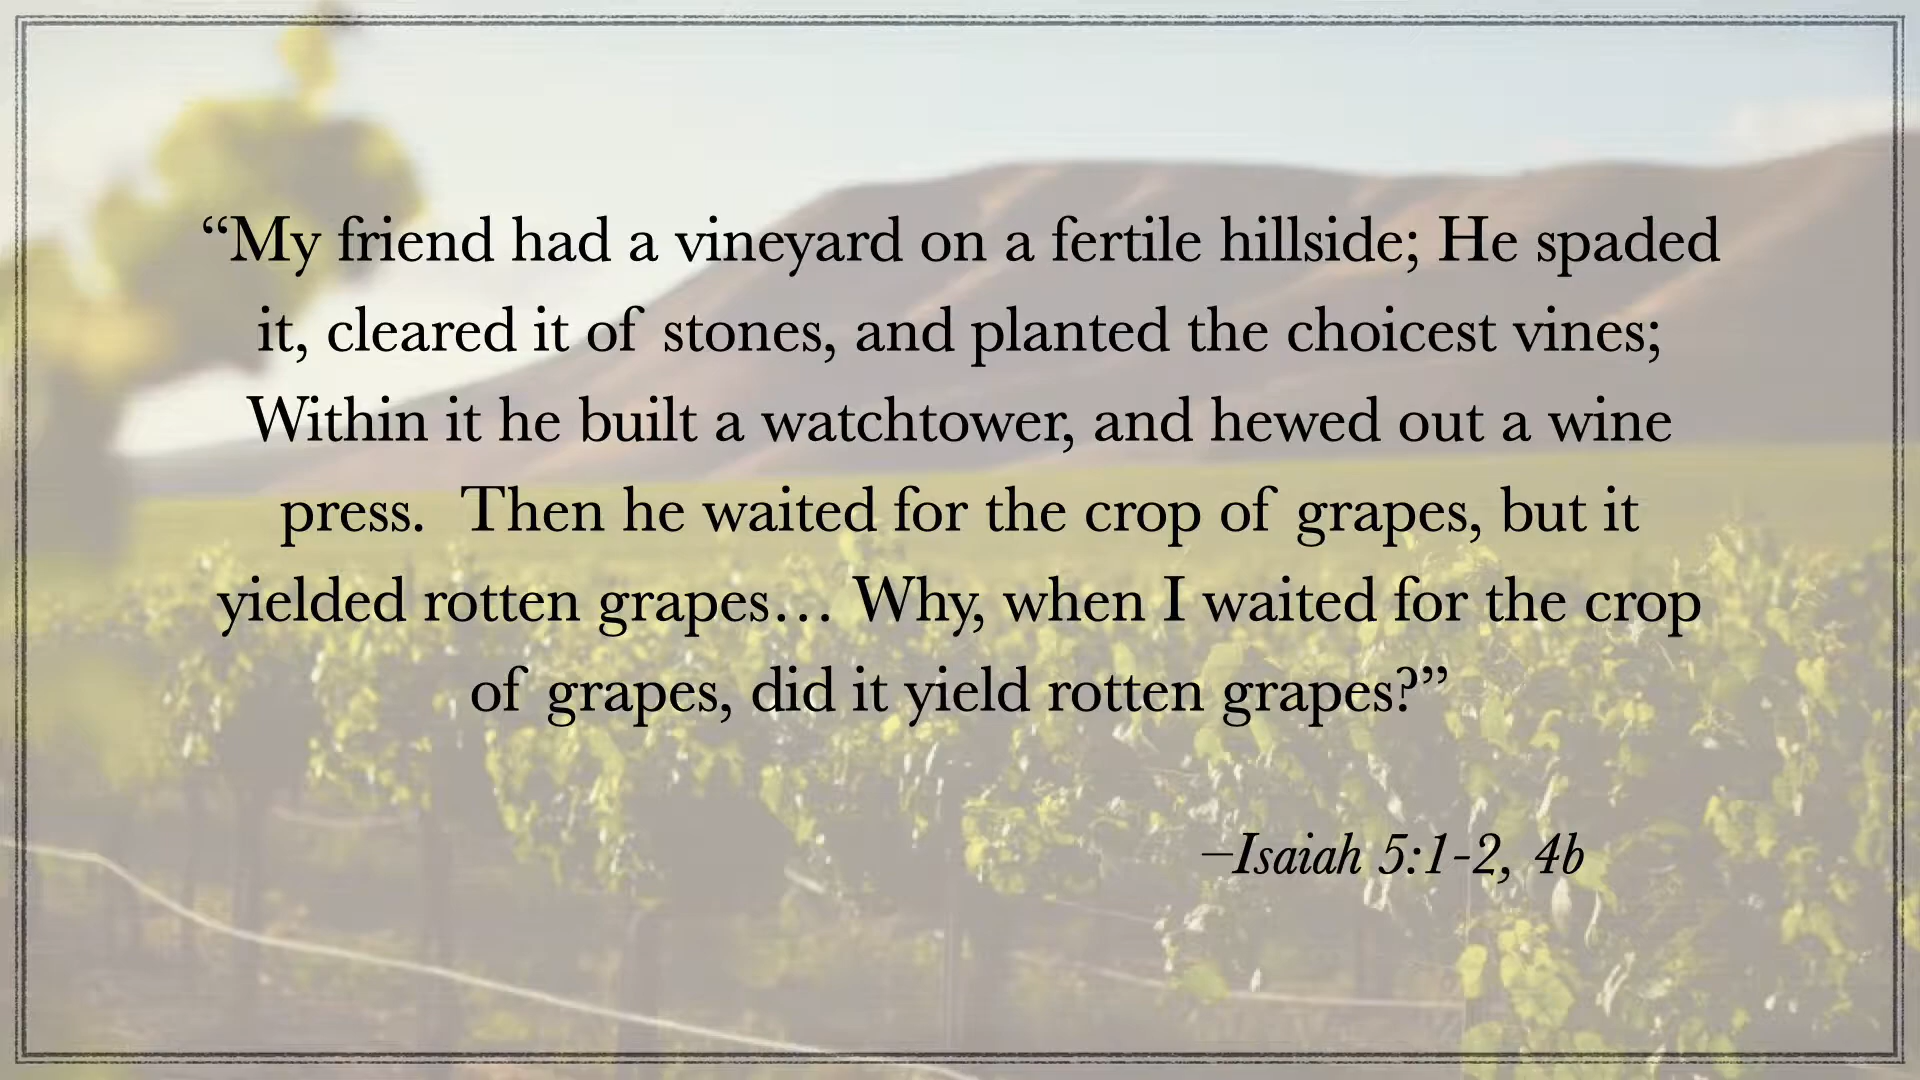 “My friend had a vineyard on a fertile hillside; He spaded
it, cleared it of stones, and planted the choicest vines;
Within it he built a watchtower, and hewed out a wine
press.  Then he waited for the crop of grapes, but it
yielded rotten grapes… Why, when I waited for the crop
of grapes, did it yield rotten grapes?”
–Isaiah 5:1-2, 4b